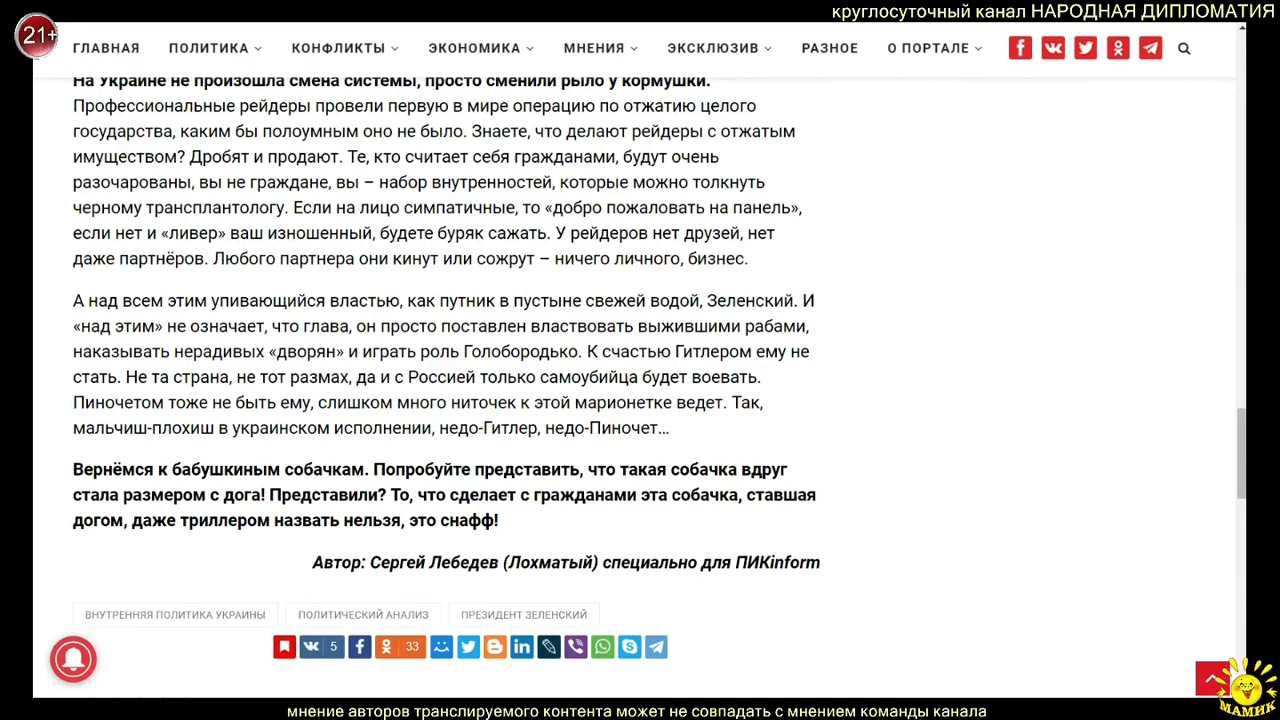 круглосуточный канал НАРОДНАЯ ДИПЛОМАТИЯ
21+
ГЛАВНАЯ ПОЛИТИКА КОНФЛИКТЫ ЭКОНОМИКА МНЕНИЯ ЭКСКЛЮЗИВ РАЗНОЕ О ПОРТАЛЕ
На Украине не произошла смена системы, просто сменили рыло у кормушки.
Профессиональные рейдеры провели первую в мире операцию по отжатию целого
государства, каким бы полоумным оно не было. Знаете, что делают рейдеры с отжатым
имуществом? Дробят и продают. Те, кто считает себя гражданами, будут очень
разочарованы, вы не граждане, вы – набор внутренностей, которые можно толкнуть
черному трансплантологу. Если на лицо симпатичные, то «добро пожаловать на панель»,
если нет и «ливер» ваш изношенный, будете буряк сажать. У рейдеров нет друзей, нет
даже партнёров. Любого партнера они кинут или сожрут – ничего личного, бизнес.
А над всем этим упивающийся властью, как путник в пустыне свежей водой, Зеленский. И
«над этим» не означает, что глава, он просто поставлен властвовать выжившими рабами,
наказывать нерадивых «дворян» и играть роль Голобородько. К счастью Гитлером ему не
стать. Не та страна, не тот размах, да и с Россией только самоубийца будет воевать.
Пиночетом тоже не быть ему, слишком много ниточек к этой марионетке ведет. Так,
мальчиш-плохиш в украинском исполнении, недо-Гитлер, недо-Пиночет…
Вернёмся к бабушкиным собачкам. Попробуйте представить, что такая собачка вдруг
стала размером с дога! Представили? То, что сделает с гражданами эта собачка, ставшая
догом, даже триллером назвать нельзя, это снафф!
Автор: Сергей Лебедев (Лохматый) специально для ПИКinform
ВНУТРЕННЯЯ ПОЛИТИКА УКРАИНЫ ПОЛИТИЧЕСКИЙ АНАЛИЗ ПРЕЗИДЕНТ ЗЕЛЕНСКИЙ
5 33
МАМИК
мнение авторов транслируемого контента может не совпадать с мнением команды канала